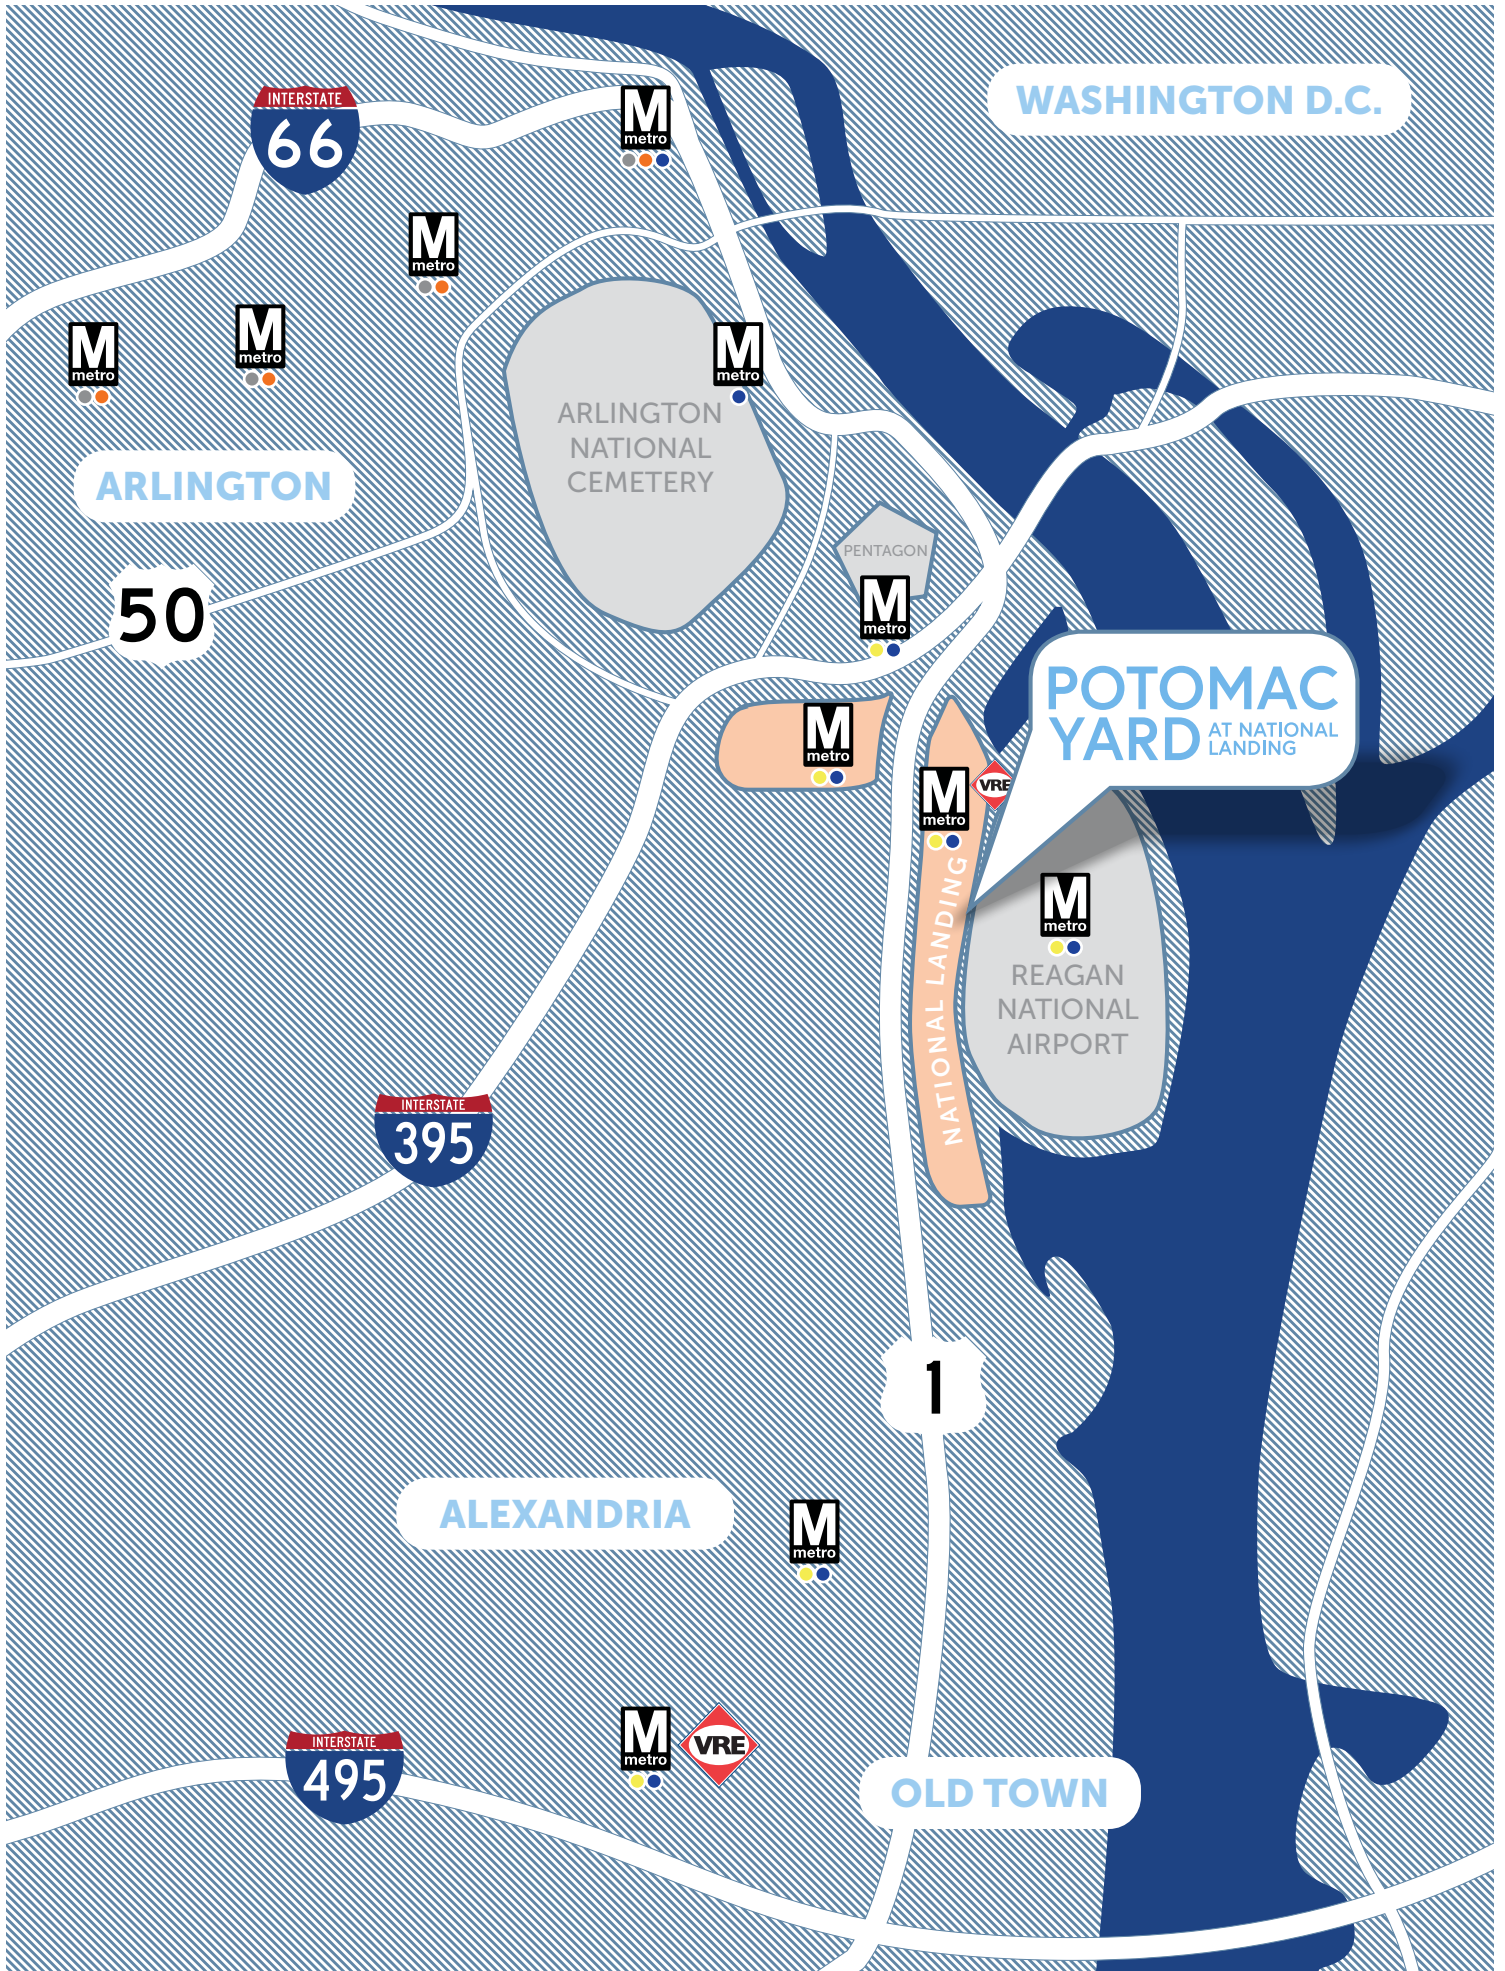 WASHINGTON D.C.
INTERSTATE
66
M
metro
M
metro
M
metro
M
metro
M
metro
ARLINGTON
NATIONAL
CEMETERY
ARLINGTON
PENTAGON
50
M
metro
POTOMAC
YARD AT NATIONAL
LANDING
M
metro
M
metro
VRE
NATIONAL LANDING
M
metro
REAGAN
NATIONAL
AIRPORT
INTERSTATE
395
1
ALEXANDRIA
M
metro
M
metro
VRE
INTERSTATE
495
OLD TOWN